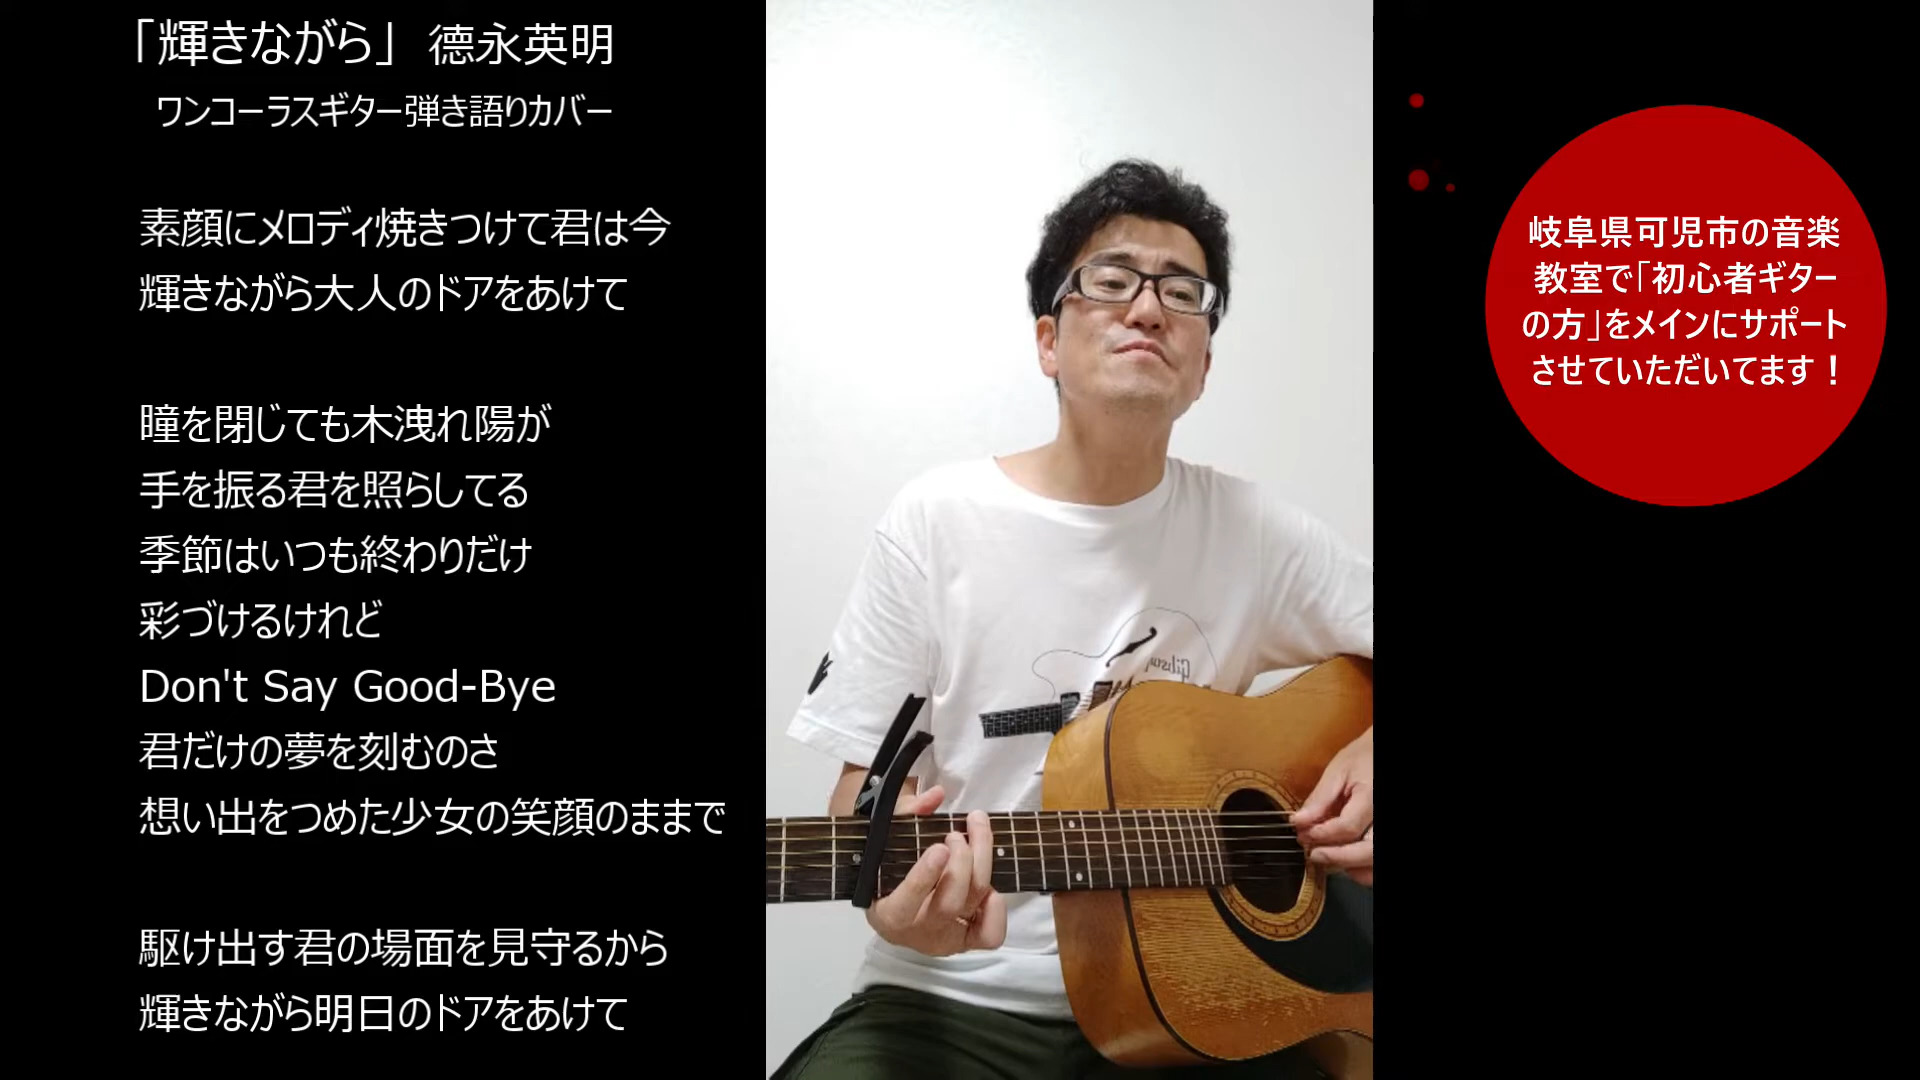 「輝きながら」 德永英明
ワンコーラスギター弾き語りカバー
素顔にメロディ焼きつけて君は今
輝きながら大人のドアをあけて
瞳を閉じても木洩れ陽が
手を振る君を照らしてる
季節はいつも終わりだけ
彩づけるけれど
Don't Say Good-Bye
君だけの夢を刻むのさ
想い出をつめた少女の笑顔のままで
駆け出す君の場面を見守るから
輝きながら明日のドアをあけて
岐阜県可児市の音楽
教室で「初心者ギター
の方」をメインにサポート
させていただいてます！
Gibson